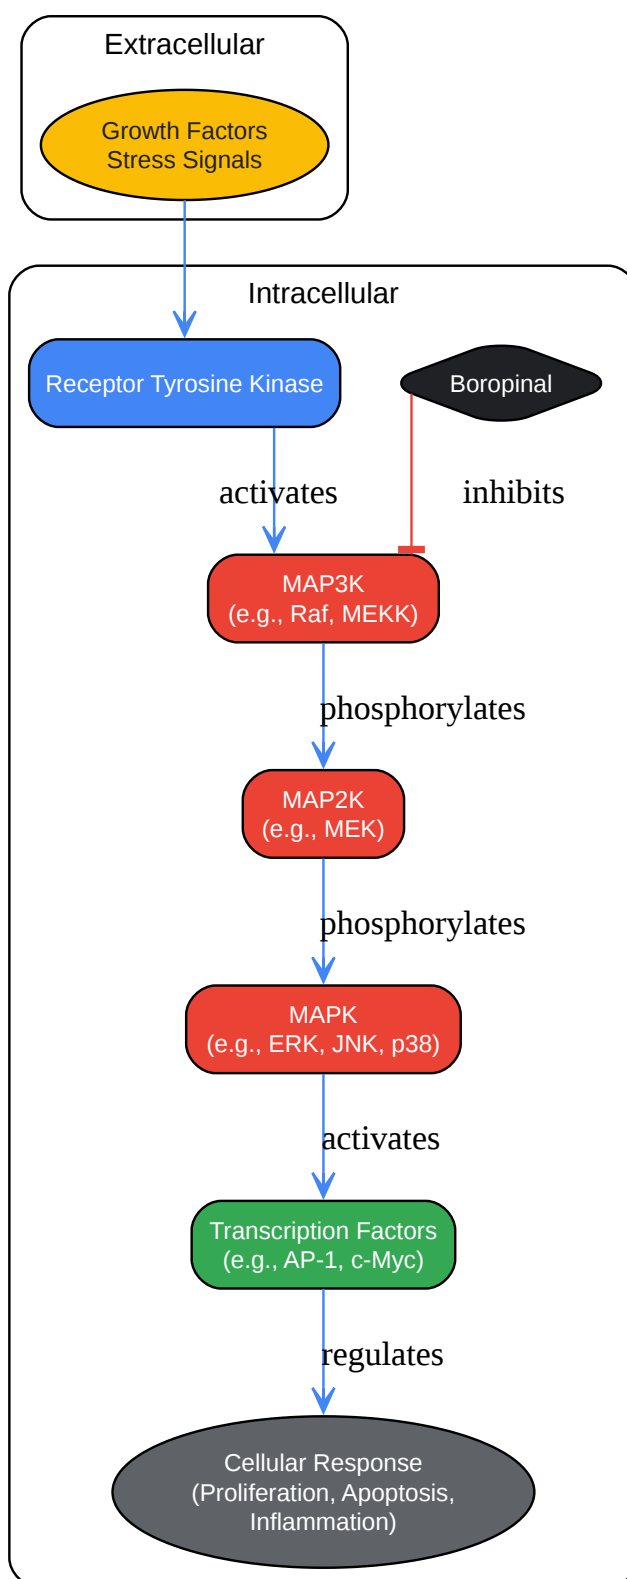 Extracellular
Growth Factors
Stress Signals
Intracellular
Receptor Tyrosine Kinase
Boropinal
activates
inhibits
MAP3K
(e.g., Raf, MEKK)
phosphorylates
MAP2K
(e.g., MEK)
phosphorylates
MAPK
(e.g., ERK, JNK, p38)
activates
Transcription Factors
(e.g., AP-1, c-Myc)
regulates
Cellular Response
(Proliferation, Apoptosis,
Inflammation)